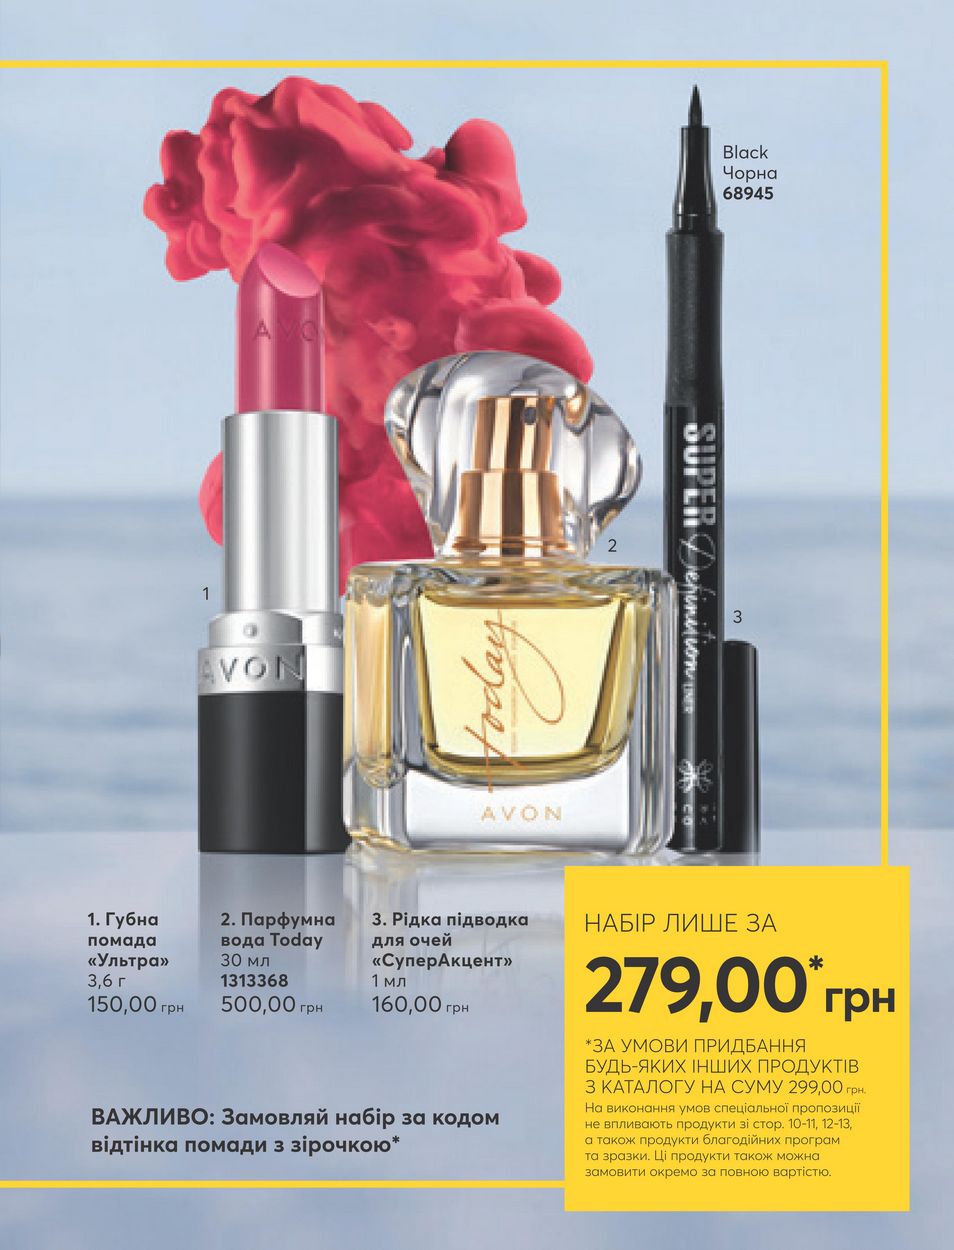 Black
Чорна
68945
AVON
SUPER
Definition
LINER
1
2
3
AVON
today
AVON
1. Губна
помада
«Ультра»
3,6 г
150,00 грн
2. Парфумна
вода Today
30 мл
1313368
500,00 грн
3. Рідка підводка
для очей
«СуперАкцент»
1 мл
160,00 грн
НАБІР ЛИШЕ ЗА
279,00* грн
*ЗА УМОВИ ПРИДБАННЯ
БУДЬ-ЯКИХ ІНШИХ ПРОДУКТІВ
З КАТАЛОГУ НА СУМУ 299,00 грн.
На виконання умов спеціальної пропозиції
не впливають продукти зі стор. 10-11, 12-13,
а також продукти благодійних програм
та зразки. Ці продукти також можна
замовити окремо за повною вартістю.
ВАЖЛИВО: Замовляй набір за кодом
відтінка помади з зірочкою*